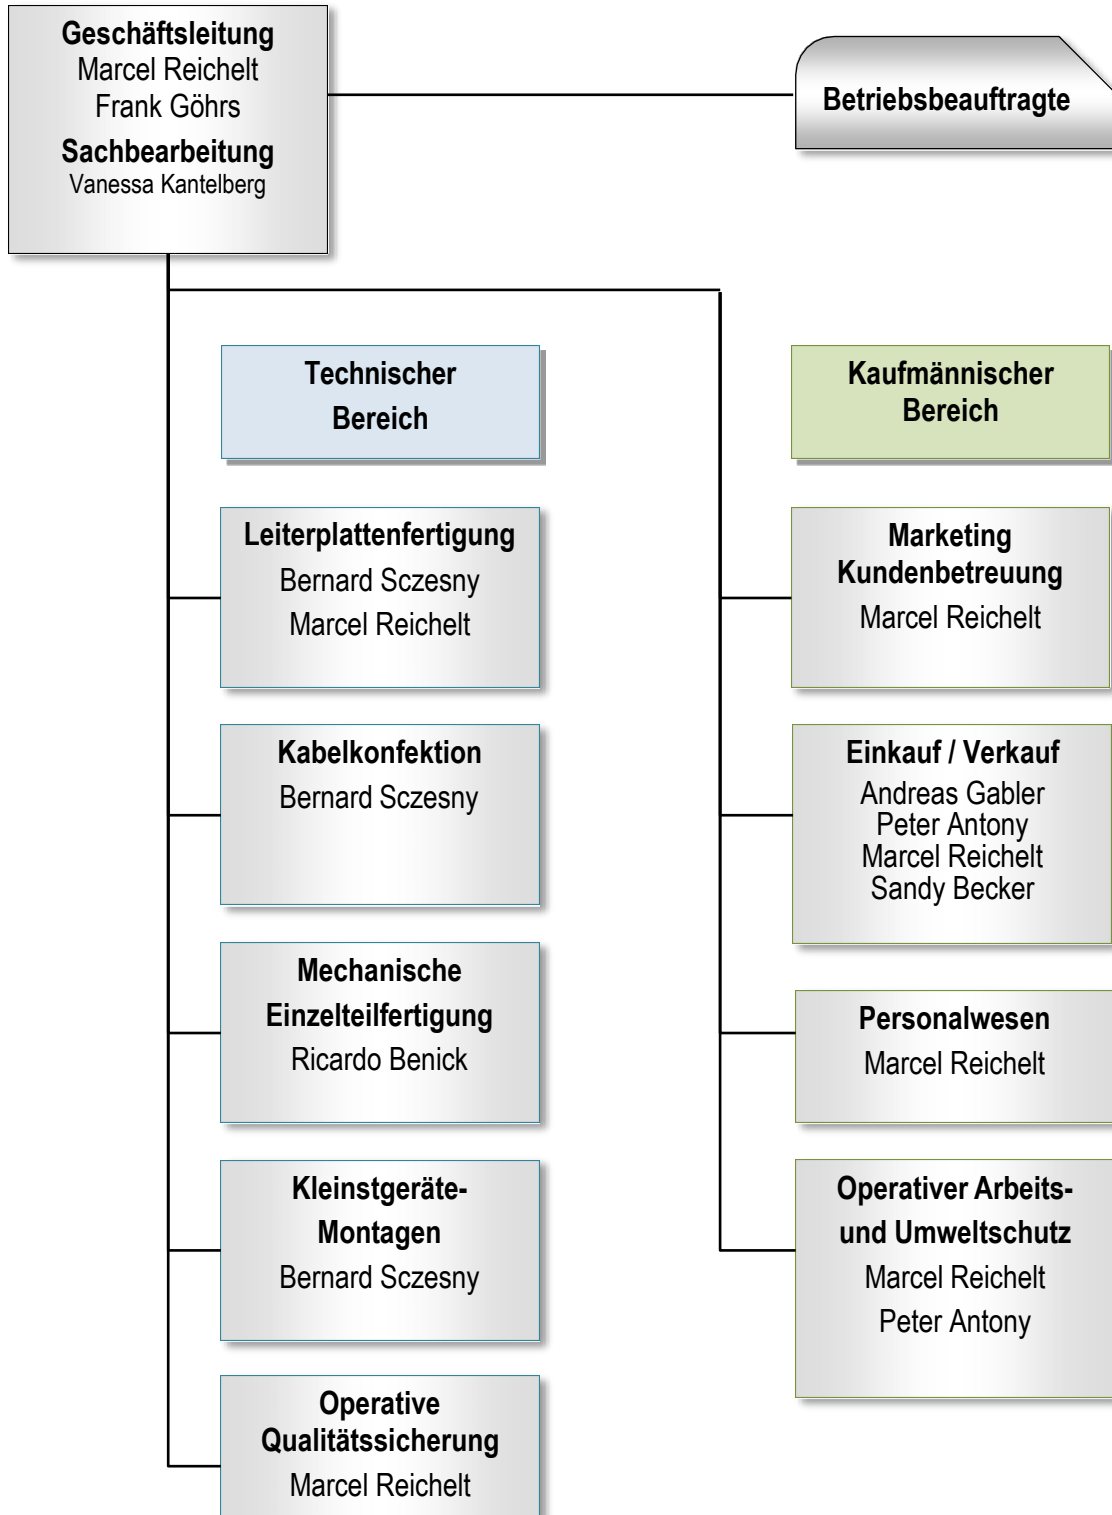 Geschäftsleitung
Marcel Reichelt
Frank Göhrs
Sachbearbeitung
Vanessa Kantelberg
Betriebsbeauftragte
Technischer
Bereich
Leiterplattenfertigung
Bernard Sczesny
Marcel Reichelt
Kabelkonfektion
Bernard Sczesny
Mechanische
Einzelteilfertigung
Ricardo Benick
Kleinstgeräte-
Montagen
Bernard Sczesny
Operative
Qualitätssicherung
Marcel Reichelt
Kaufmännischer
Bereich
Marketing
Kundenbetreuung
Marcel Reichelt
Einkauf / Verkauf
Andreas Gabler
Peter Antony
Marcel Reichelt
Sandy Becker
Personalwesen
Marcel Reichelt
Operativer Arbeits-
und Umweltschutz
Marcel Reichelt
Peter Antony